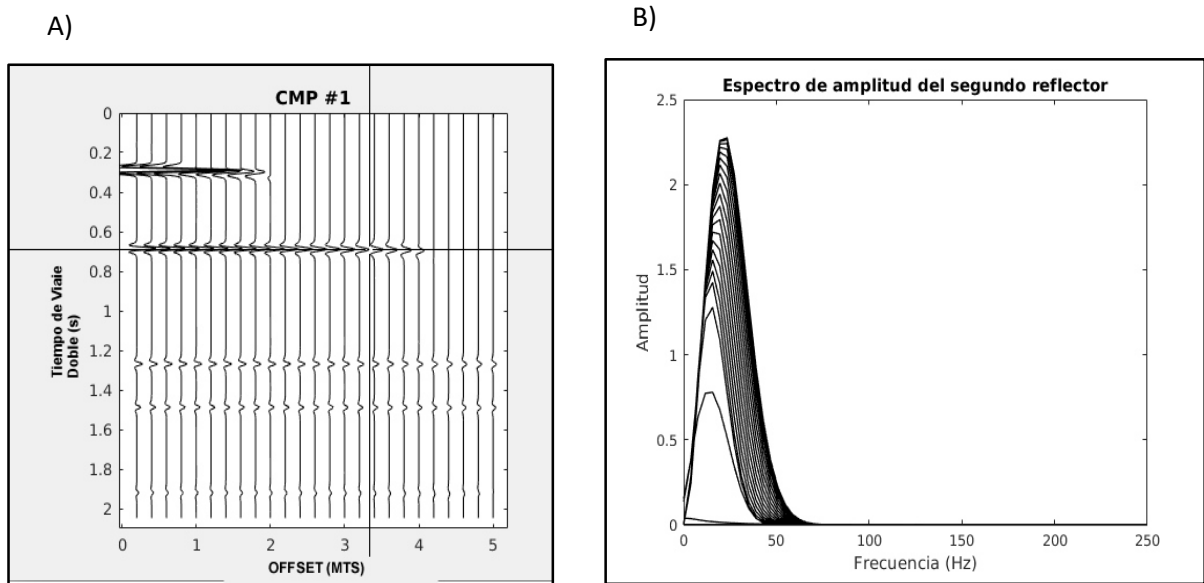 A)
CMP #1
0
0.2
0.4
0.6
0.8
1
1.2
1.4
1.6
1.8
2
Tiempo de Viaie
Doble (s)
0 1 2 3 4 5
OFFSET (MTS)
B)
Espectro de amplitud del segundo reflector
2.5
2
1.5
1
0.5
0
Amplitud
0 50 100 150 200 250
Frecuencia (Hz)